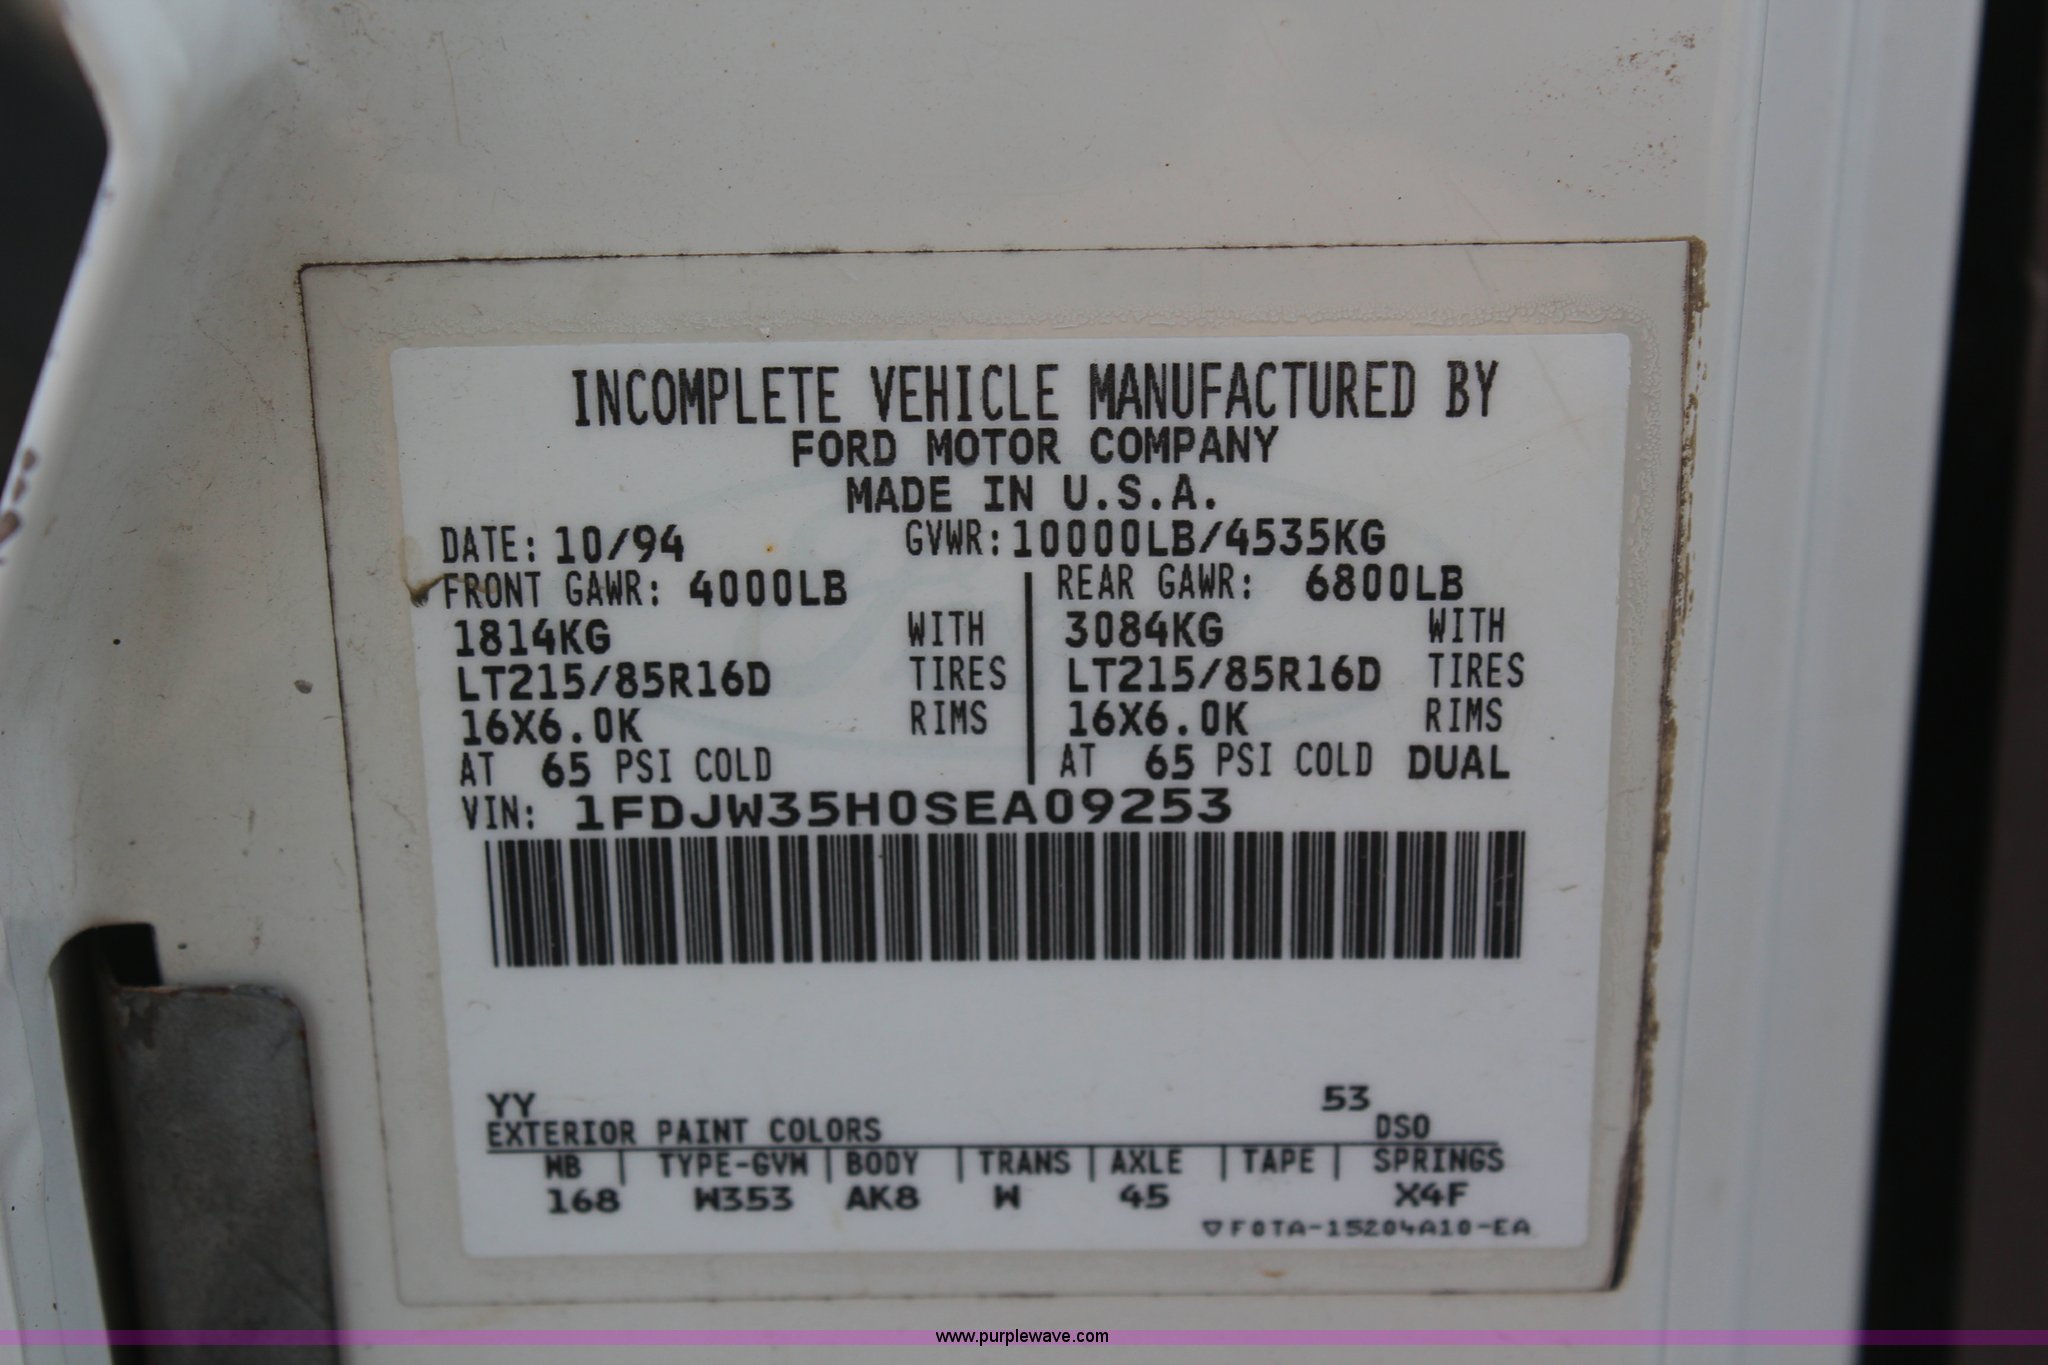 INCOMPLETE VEHICLE MANUFACTURED BY
FORD MOTOR COMPANY
MADE IN U.S.A.
DATE: 10/94 GVWR: 10000LB/4535KG
FRONT GAWR: 4000LB REAR GAWR: 6800LB
1814KG WITH 3084KG WITH
LT215/85R16D TIRES LT215/85R16D TIRES
16X6.0K RIMS 16X6.0K RIMS
AT 65 PSI COLD AT 65 PSI COLD DUAL
VIN: 1FDJW35H0SEA09253
YY 53
EXTERIOR PAINT COLORS DSO
WB | TYPE-GVW | BODY | TRANS | AXLE | TAPE | SPRINGS
168 W353 AK8 W 45 X4F
▽F0TA-15204A10-EA
www.purplewave.com